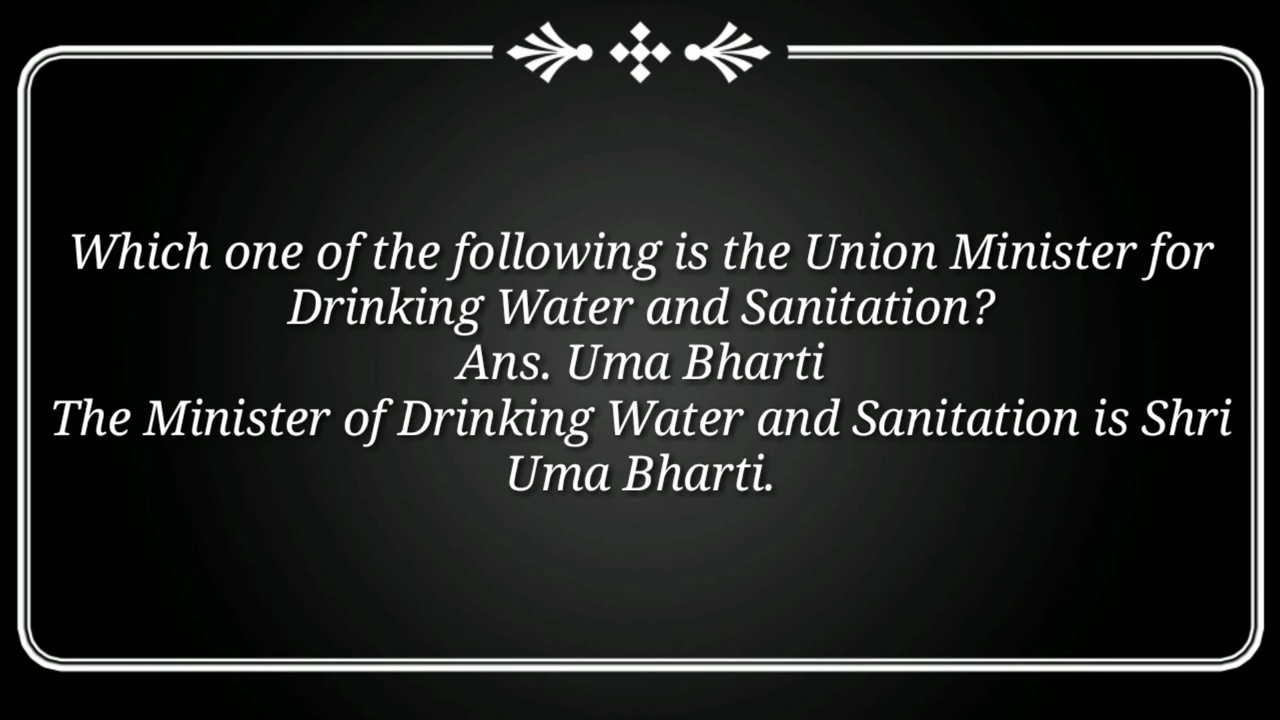 Which one of the following is the Union Minister for
Drinking Water and Sanitation?
Ans. Uma Bharti
The Minister of Drinking Water and Sanitation is Shri
Uma Bharti.